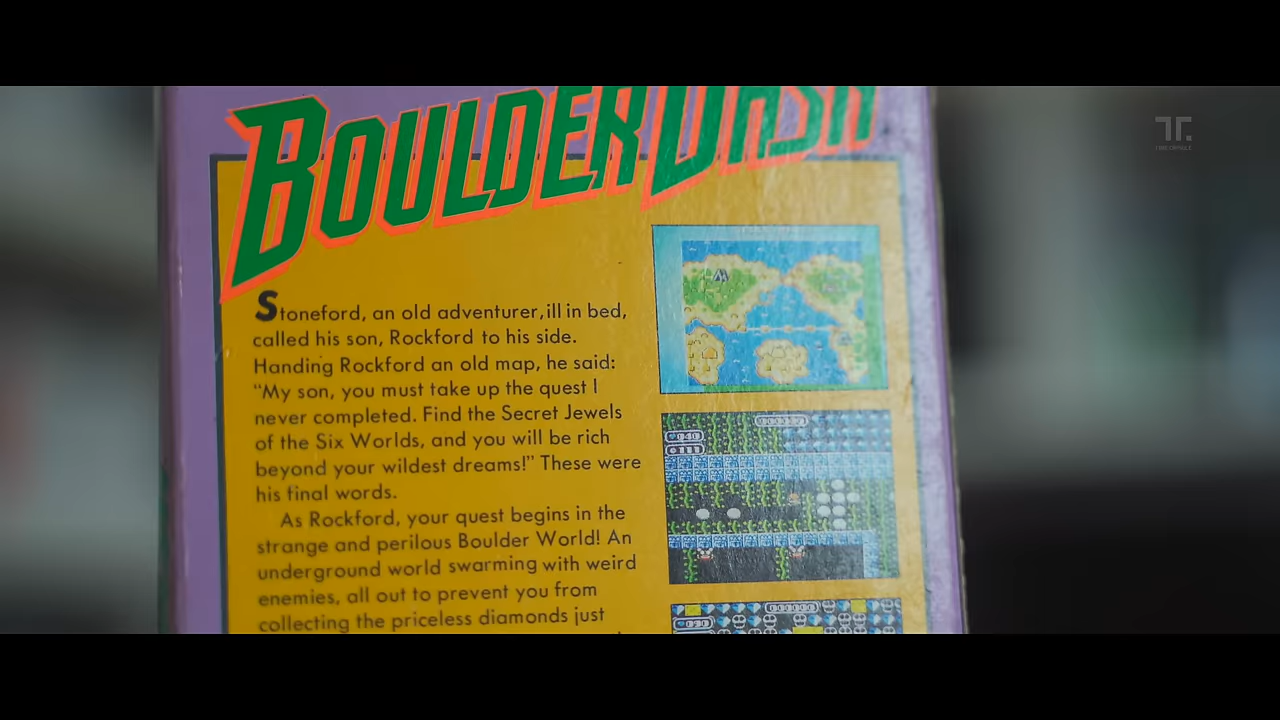 BOULDER DASH
Stoneford, an old adventurer, ill in bed,
called his son, Rockford to his side.
Handing Rockford an old map, he said:
“My son, you must take up the quest I
never completed. Find the Secret Jewels
of the Six Worlds, and you will be rich
beyond your wildest dreams!” These were
his final words.
As Rockford, your quest begins in the
strange and perilous Boulder World! An
underground world swarming with weird
enemies, all out to prevent you from
collecting the priceless diamonds just